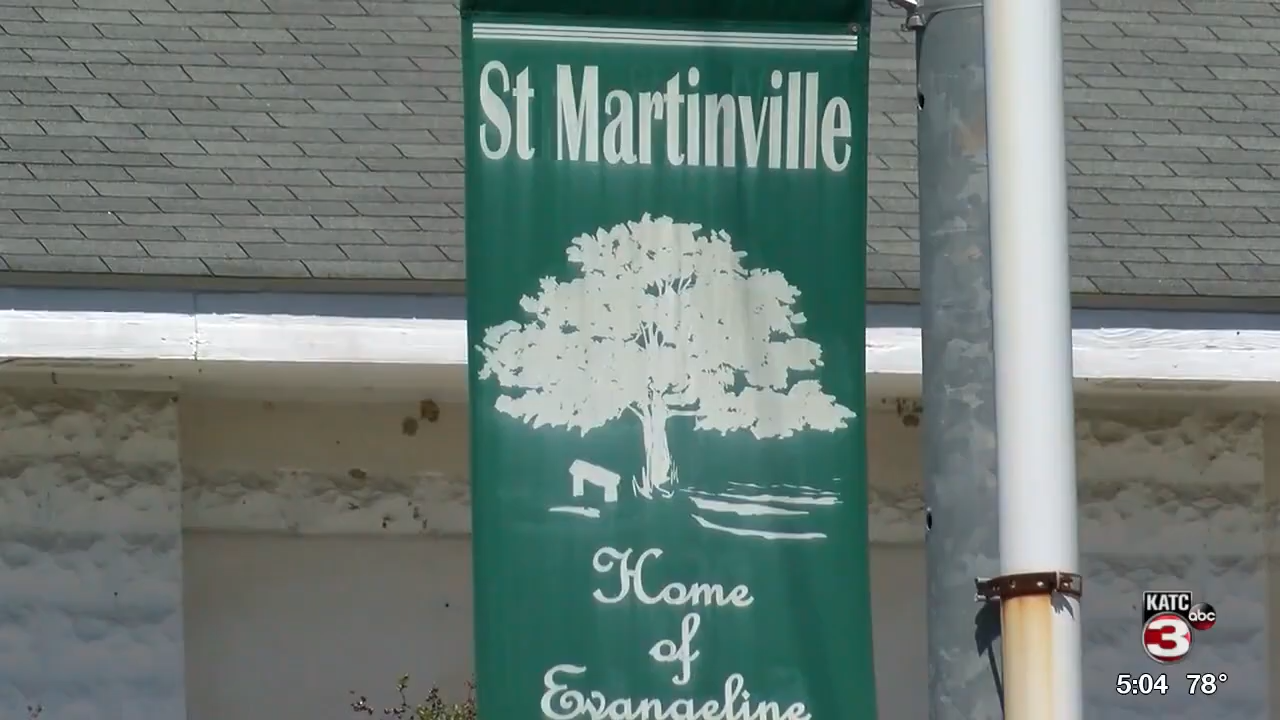 St Martinville
Home
of
Evangeline
KATC
abc
3
5:04 78°